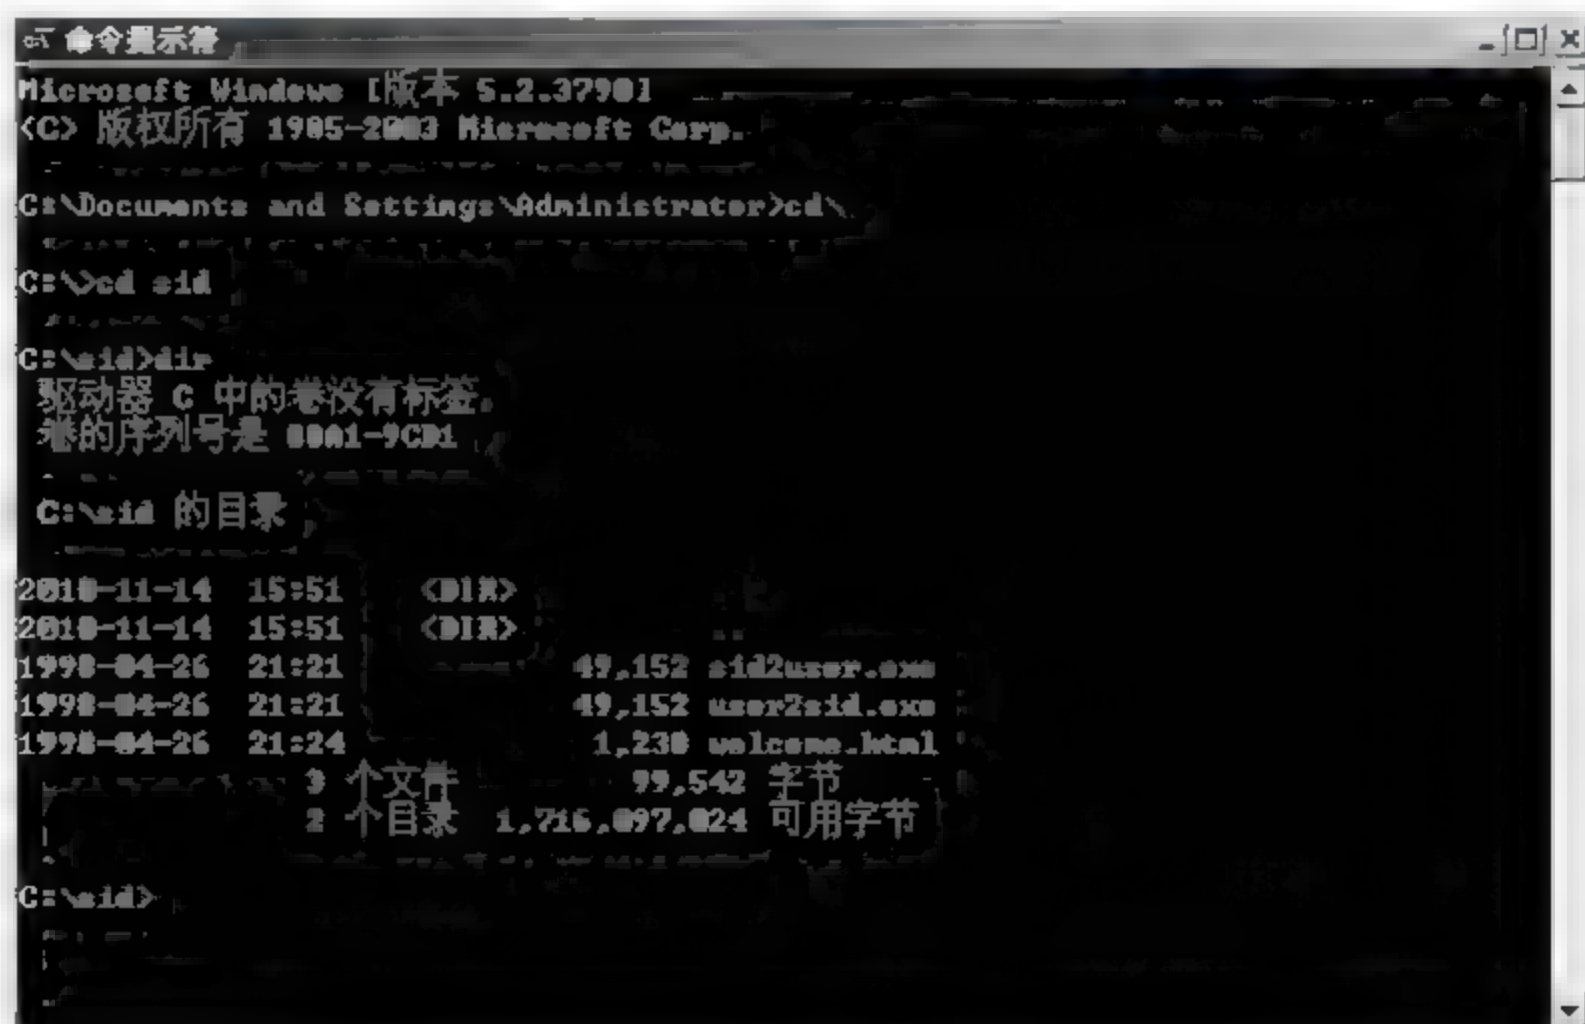 命令提示符
Microsoft Windows [版本 5.2.3790]
(C) 版权所有 1985-2003 Microsoft Corp.
C:\Documents and Settings\Administrator>cd\
C:\>cd sid
C:\sid>dir
驱动器 C 中的卷没有标签。
卷的序列号是
C:\sid 的目录
2010-11-14 15:51 <DIR> .
2010-11-14 15:51 <DIR> ..
1998-04-26 21:21 49,152 sid2user.exe
1998-04-26 21:21 49,152 user2sid.exe
1998-04-26 21:24 1,238 welcome.html
3 个文件 99,542 字节
2 个目录 1,716,097,024 可用字节
C:\sid>